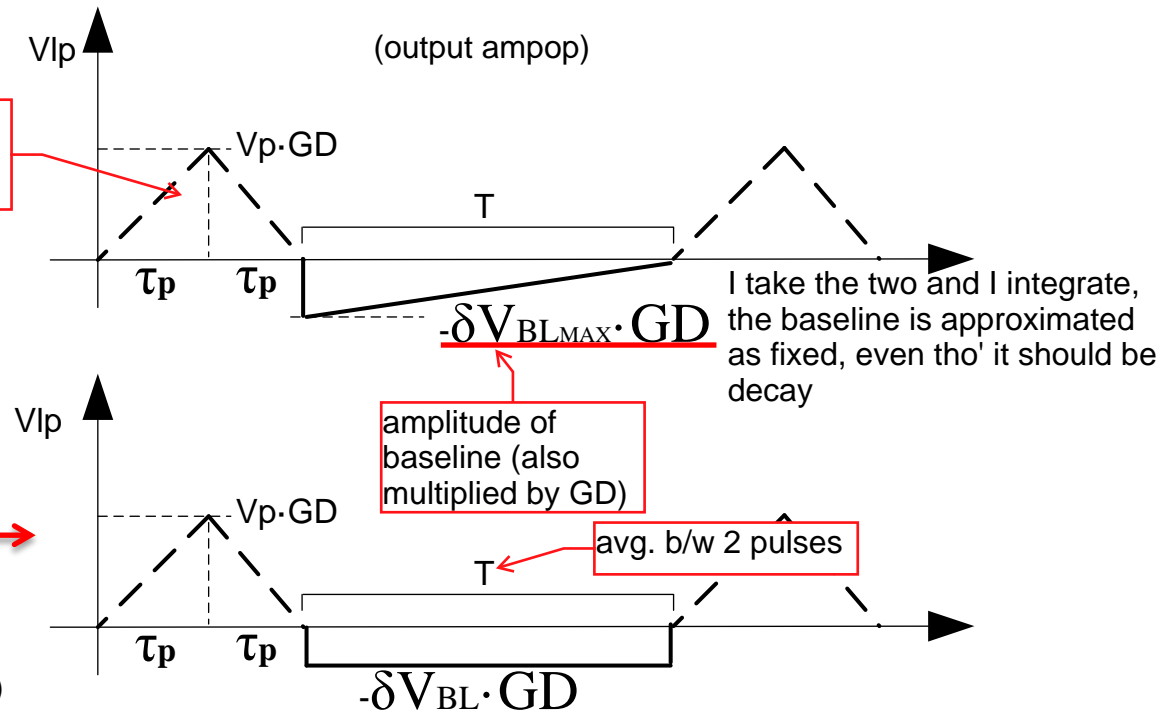 VIp
(output ampop)
Vp·GD
T
τp
τp
I take the two and I integrate,
the baseline is approximated
as fixed, even tho' it should be
decay
-δVBLMAX·GD
amplitude of
baseline (also
multiplied by GD)
VIp
Vp·GD
avg. b/w 2 pulses
T
τp
τp
-δVBL·GD
)